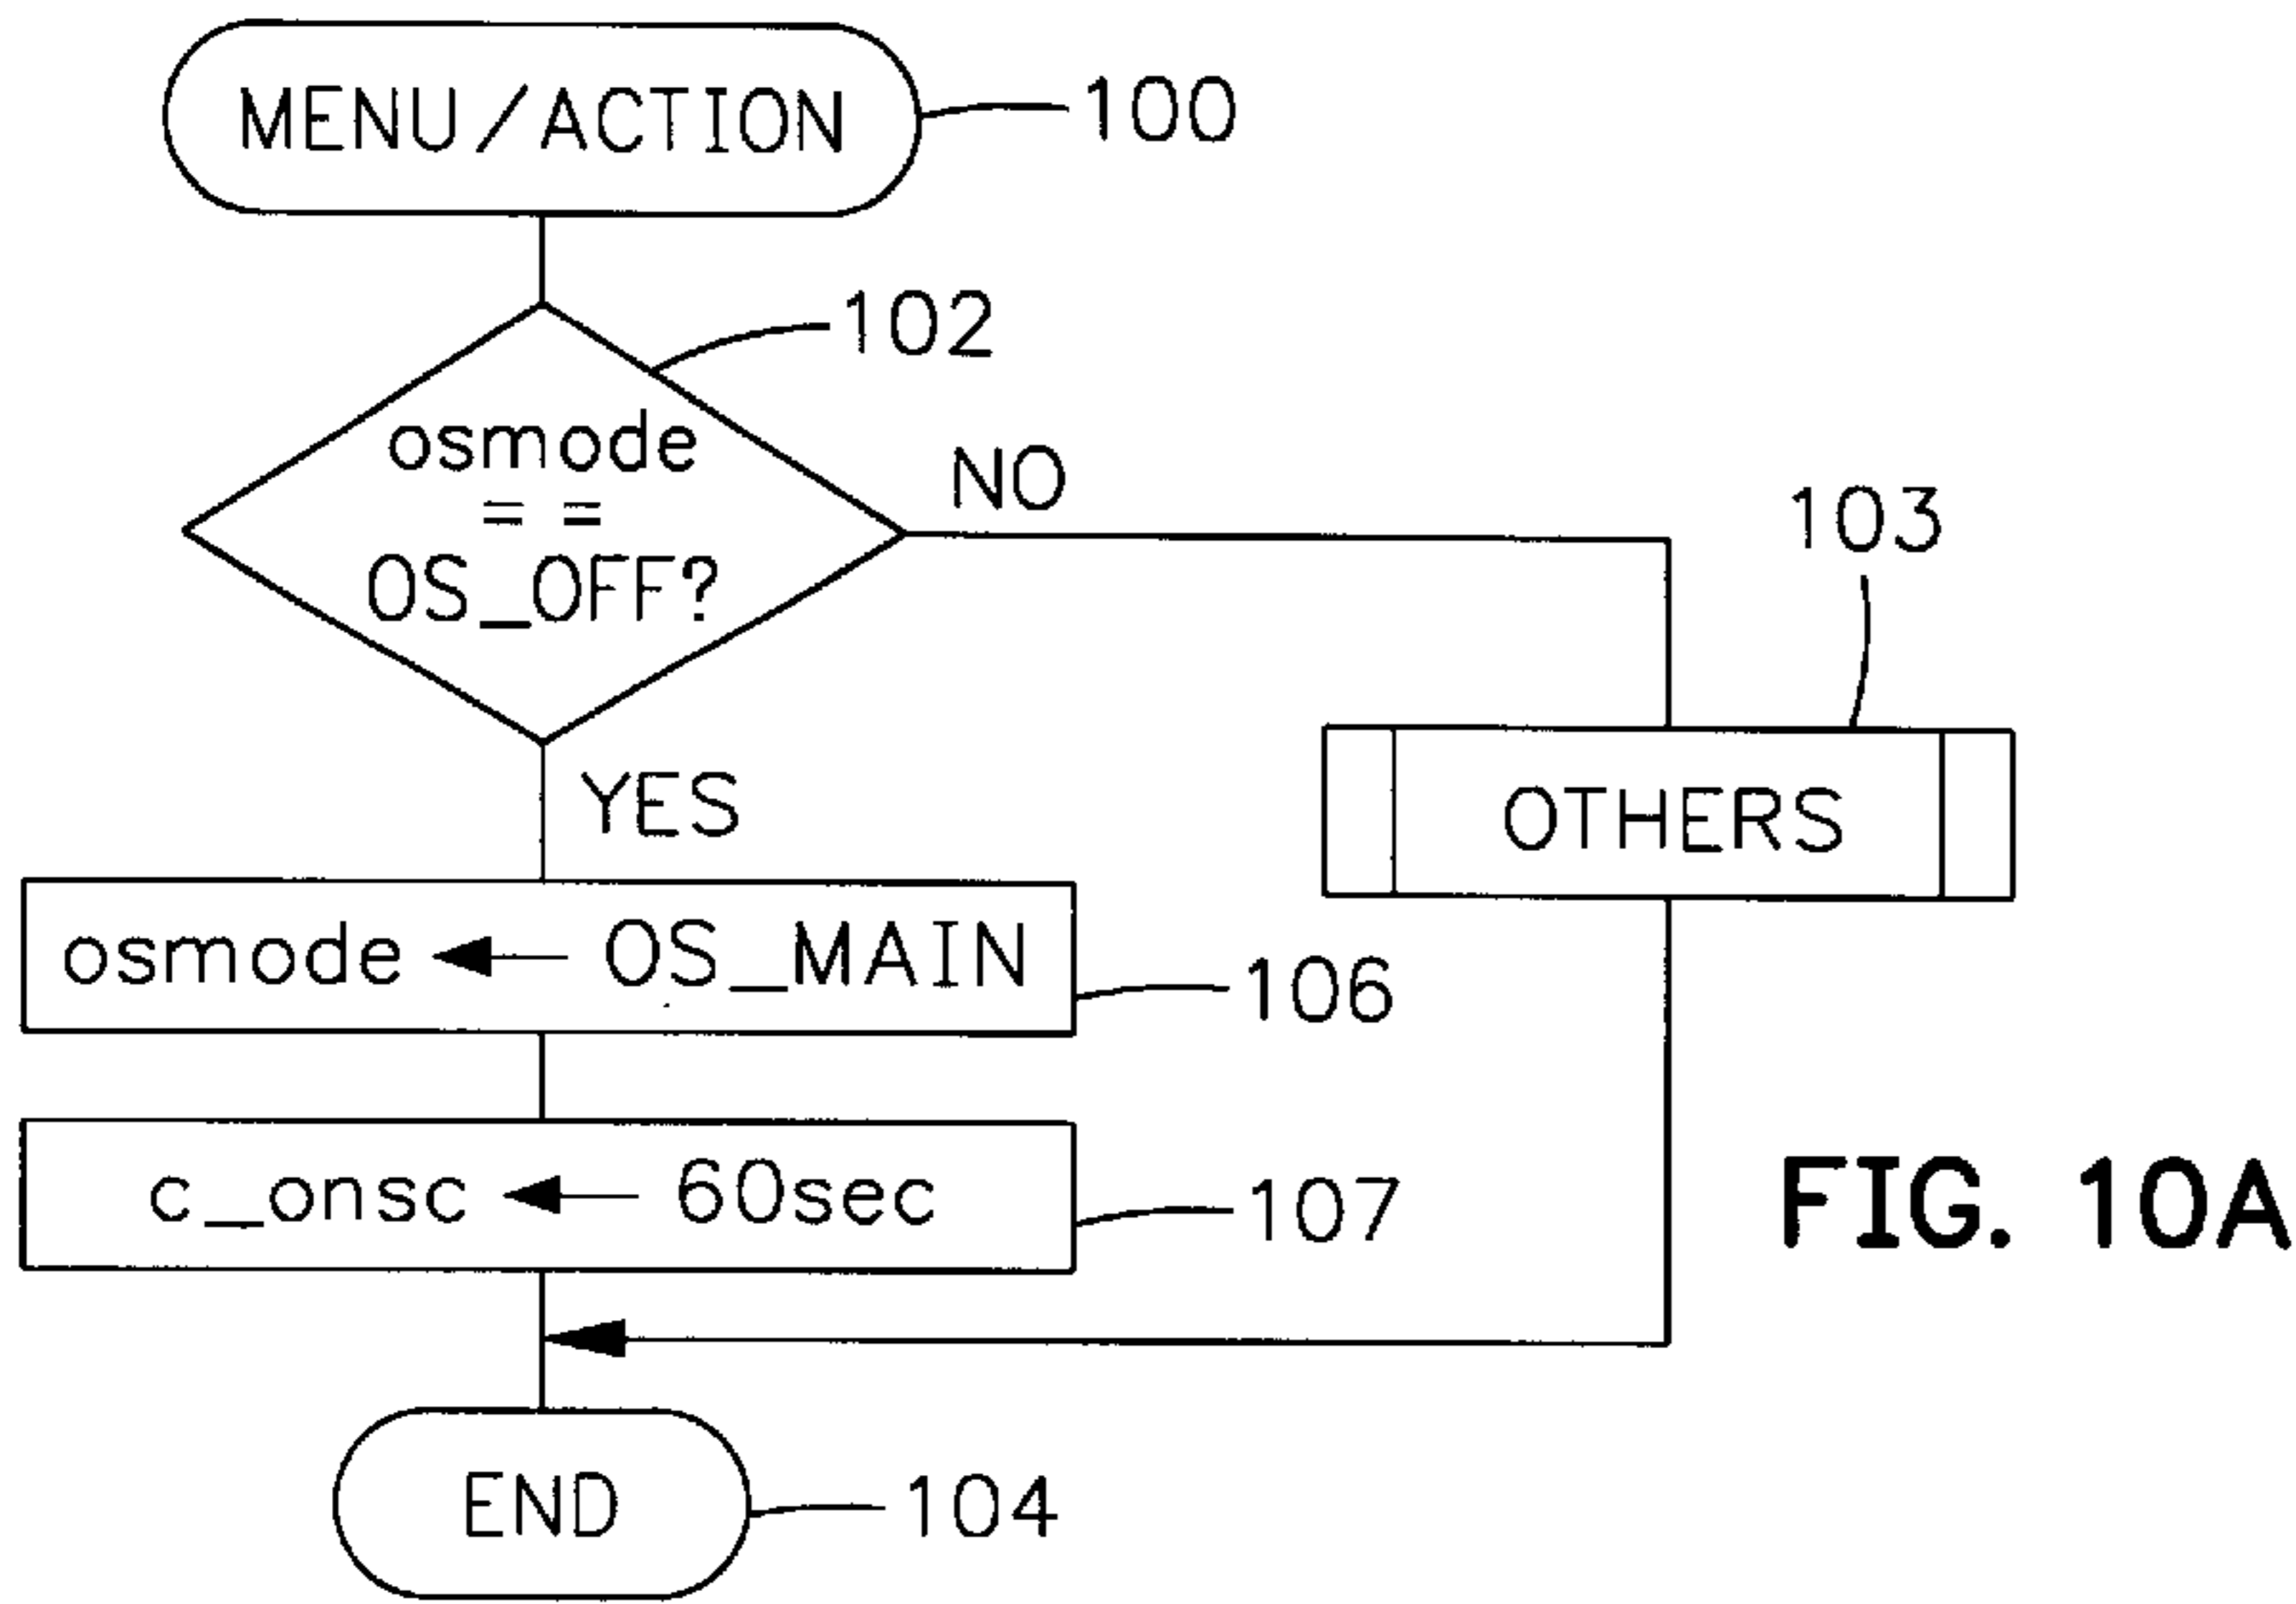 MENU/ACTION
100
102
osmode
==
OS_OFF?
NO
103
YES
OTHERS
osmode ← OS_MAIN
106
c_onsc ← 60sec
107
FIG. 10A
END
104